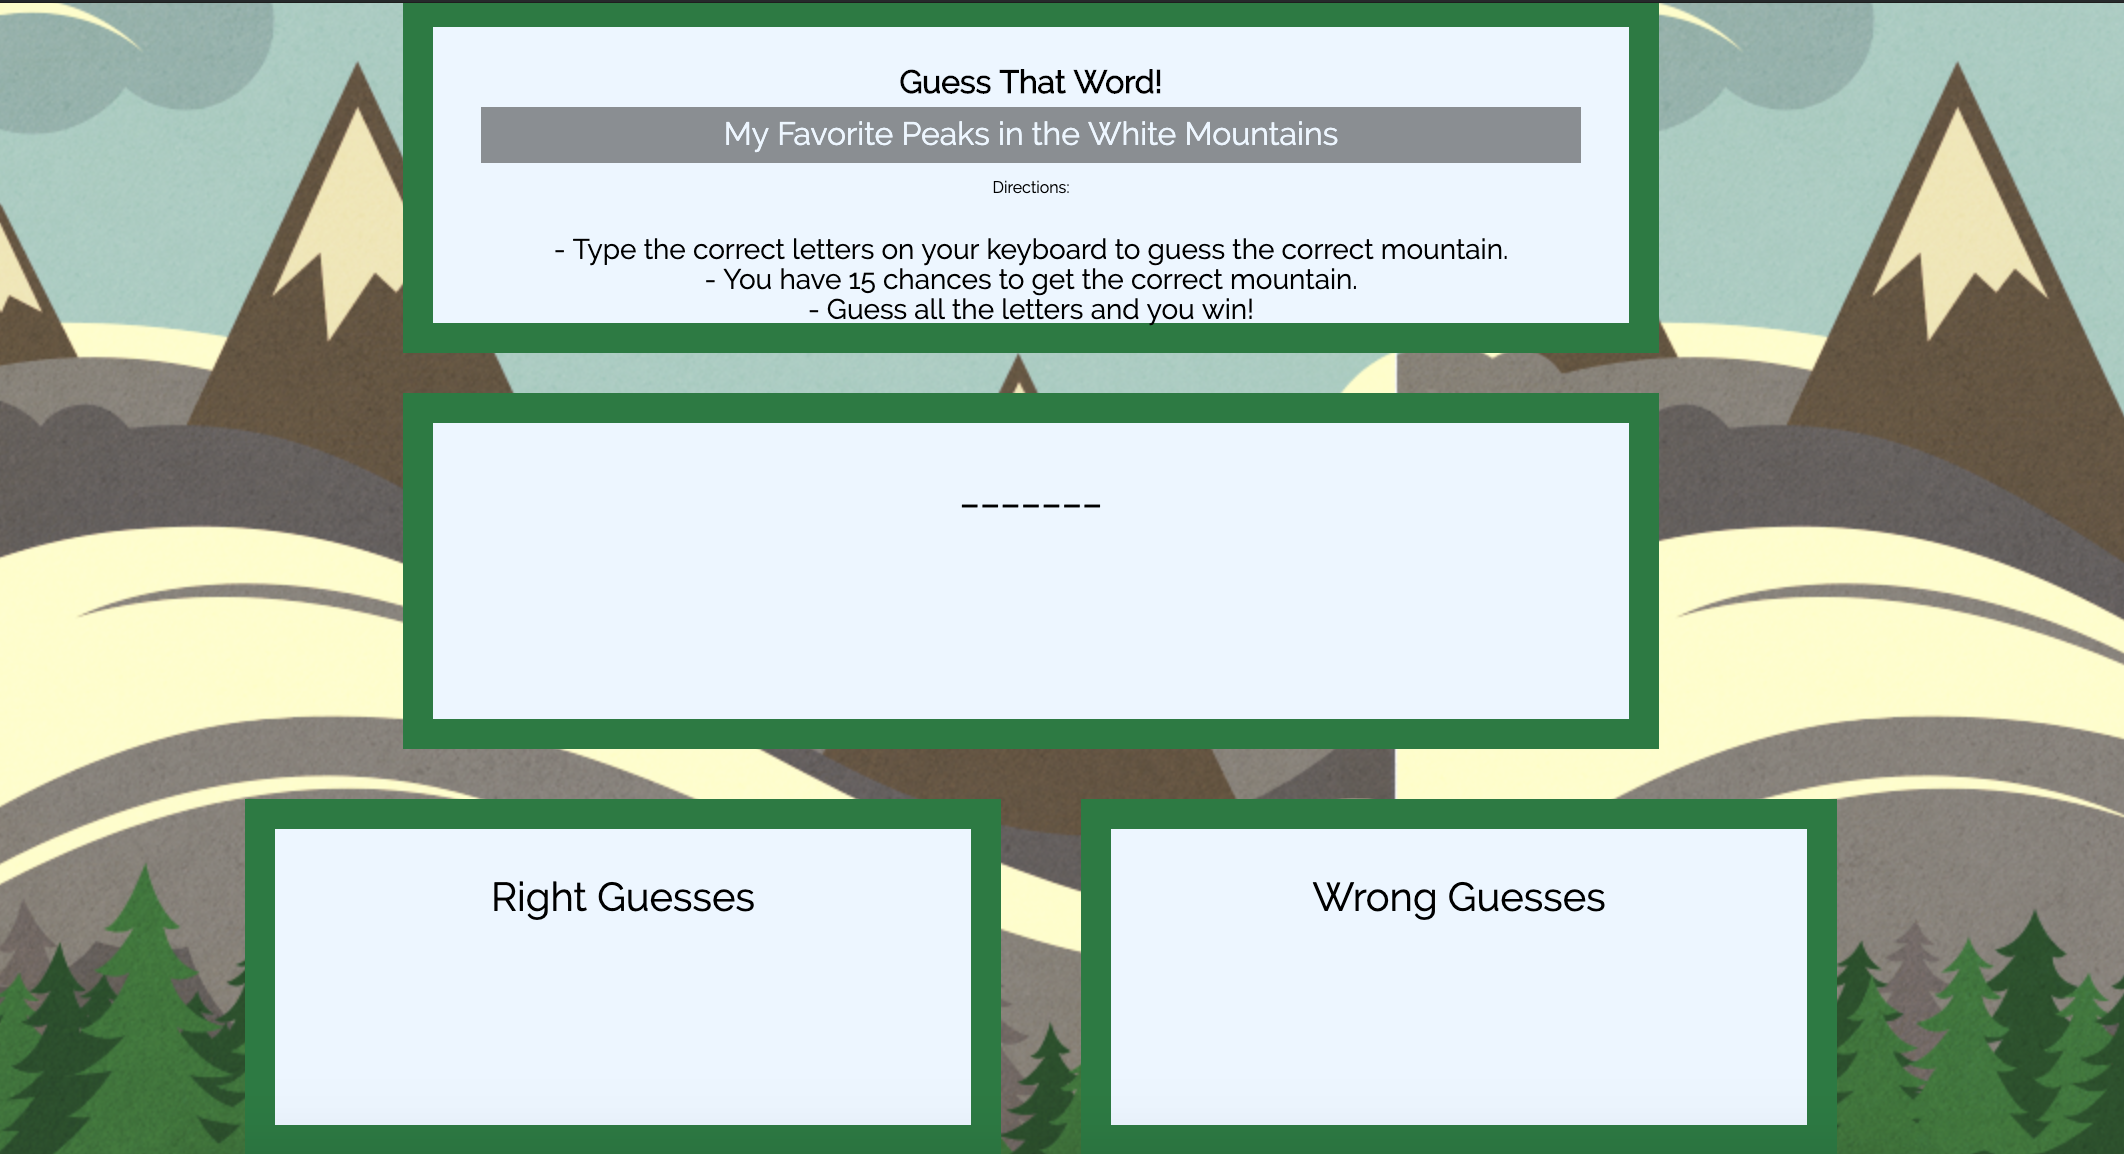 Guess That Word!
My Favorite Peaks in the White Mountains
Directions:
- Type the correct letters on your keyboard to guess the correct mountain.
- You have 15 chances to get the correct mountain.
- Guess all the letters and you win!
_______
Right Guesses
Wrong Guesses